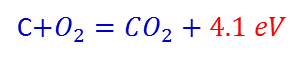 C+O₂ = CO₂ + 4.1 eV